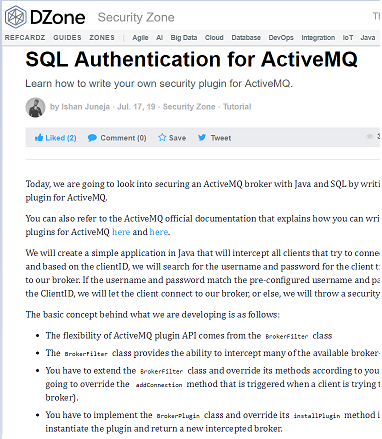 DZone Security Zone Th
REFCARDZ GUIDES ZONES | Agile AI Big Data Cloud Database DevOps Integration IoT Java
SQL Authentication for ActiveMQ
Learn how to write your own security plugin for ActiveMQ.
by Ishan Juneja · Jul. 17, 19 · Security Zone · Tutorial
Liked (2) Comment (0) Save Tweet 3
Today, we are going to look into securing an ActiveMQ broker with Java and SQL by writi
plugin for ActiveMQ.
You can also refer to the ActiveMQ official documentation that explains how you can wri
plugins for ActiveMQ here and here.
We will create a simple application in Java that will intercept all clients that try to conne
and based on the clientID, we will search for the username and password for the client t
to our broker. If the username and password match the pre-configured username and pa
the ClientID, we will let the client connect to our broker, or else, we will throw a security
The basic concept behind what we are developing is as follows:
• The flexibility of ActiveMQ plugin API comes from the BrokerFilter class
• The BrokerFilter class provides the ability to intercept many of the available broker-
• You have to extend the BrokerFilter class and override its methods according to you
going to override the addConnection method that is triggered when a client is trying t
broker).
• You have to implement the BrokerPlugin class and override its installPlugin method i
instantiate the plugin and return a new intercepted broker.